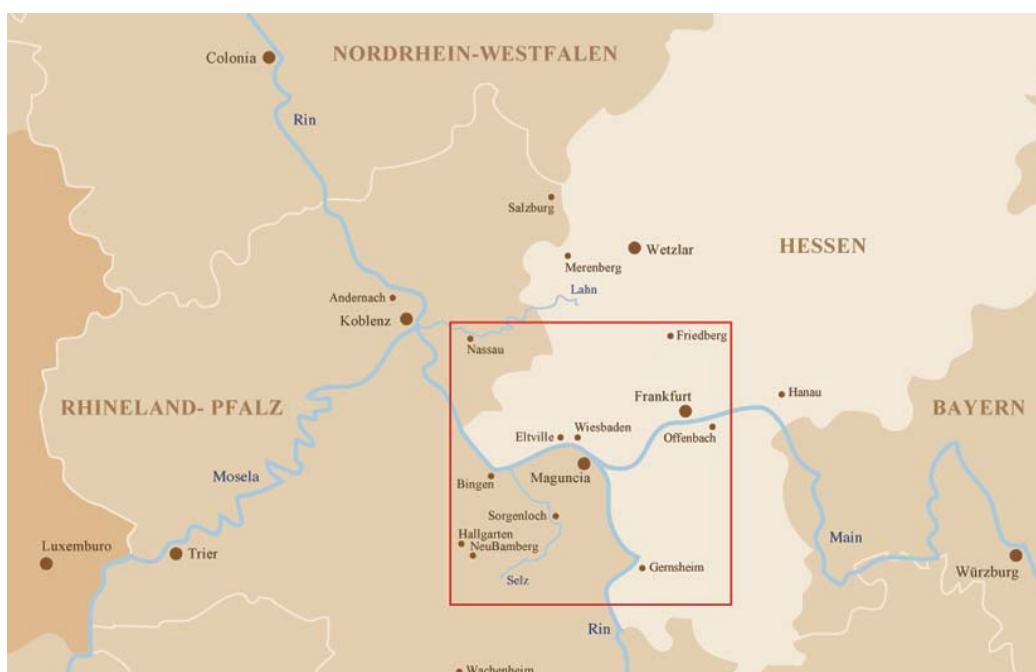 NORDRHEIN-WESTFALEN
Colonia
Rin
Salzburg
HESSEN
Wetzlar
Merenberg
Lahn
Andernach
Koblenz
Friedberg
Nassau
Hanau
Frankfurt
RHINELAND- PFALZ
BAYERN
Wiesbaden
Eltville
Offenbach
Mosela
Maguncia
Bingen
Sorgenloch
Hallgarten
Main
Luxemburo
NeuBamberg
Trier
Gernsheim
Würzburg
Selz
Rin
Wachenheim